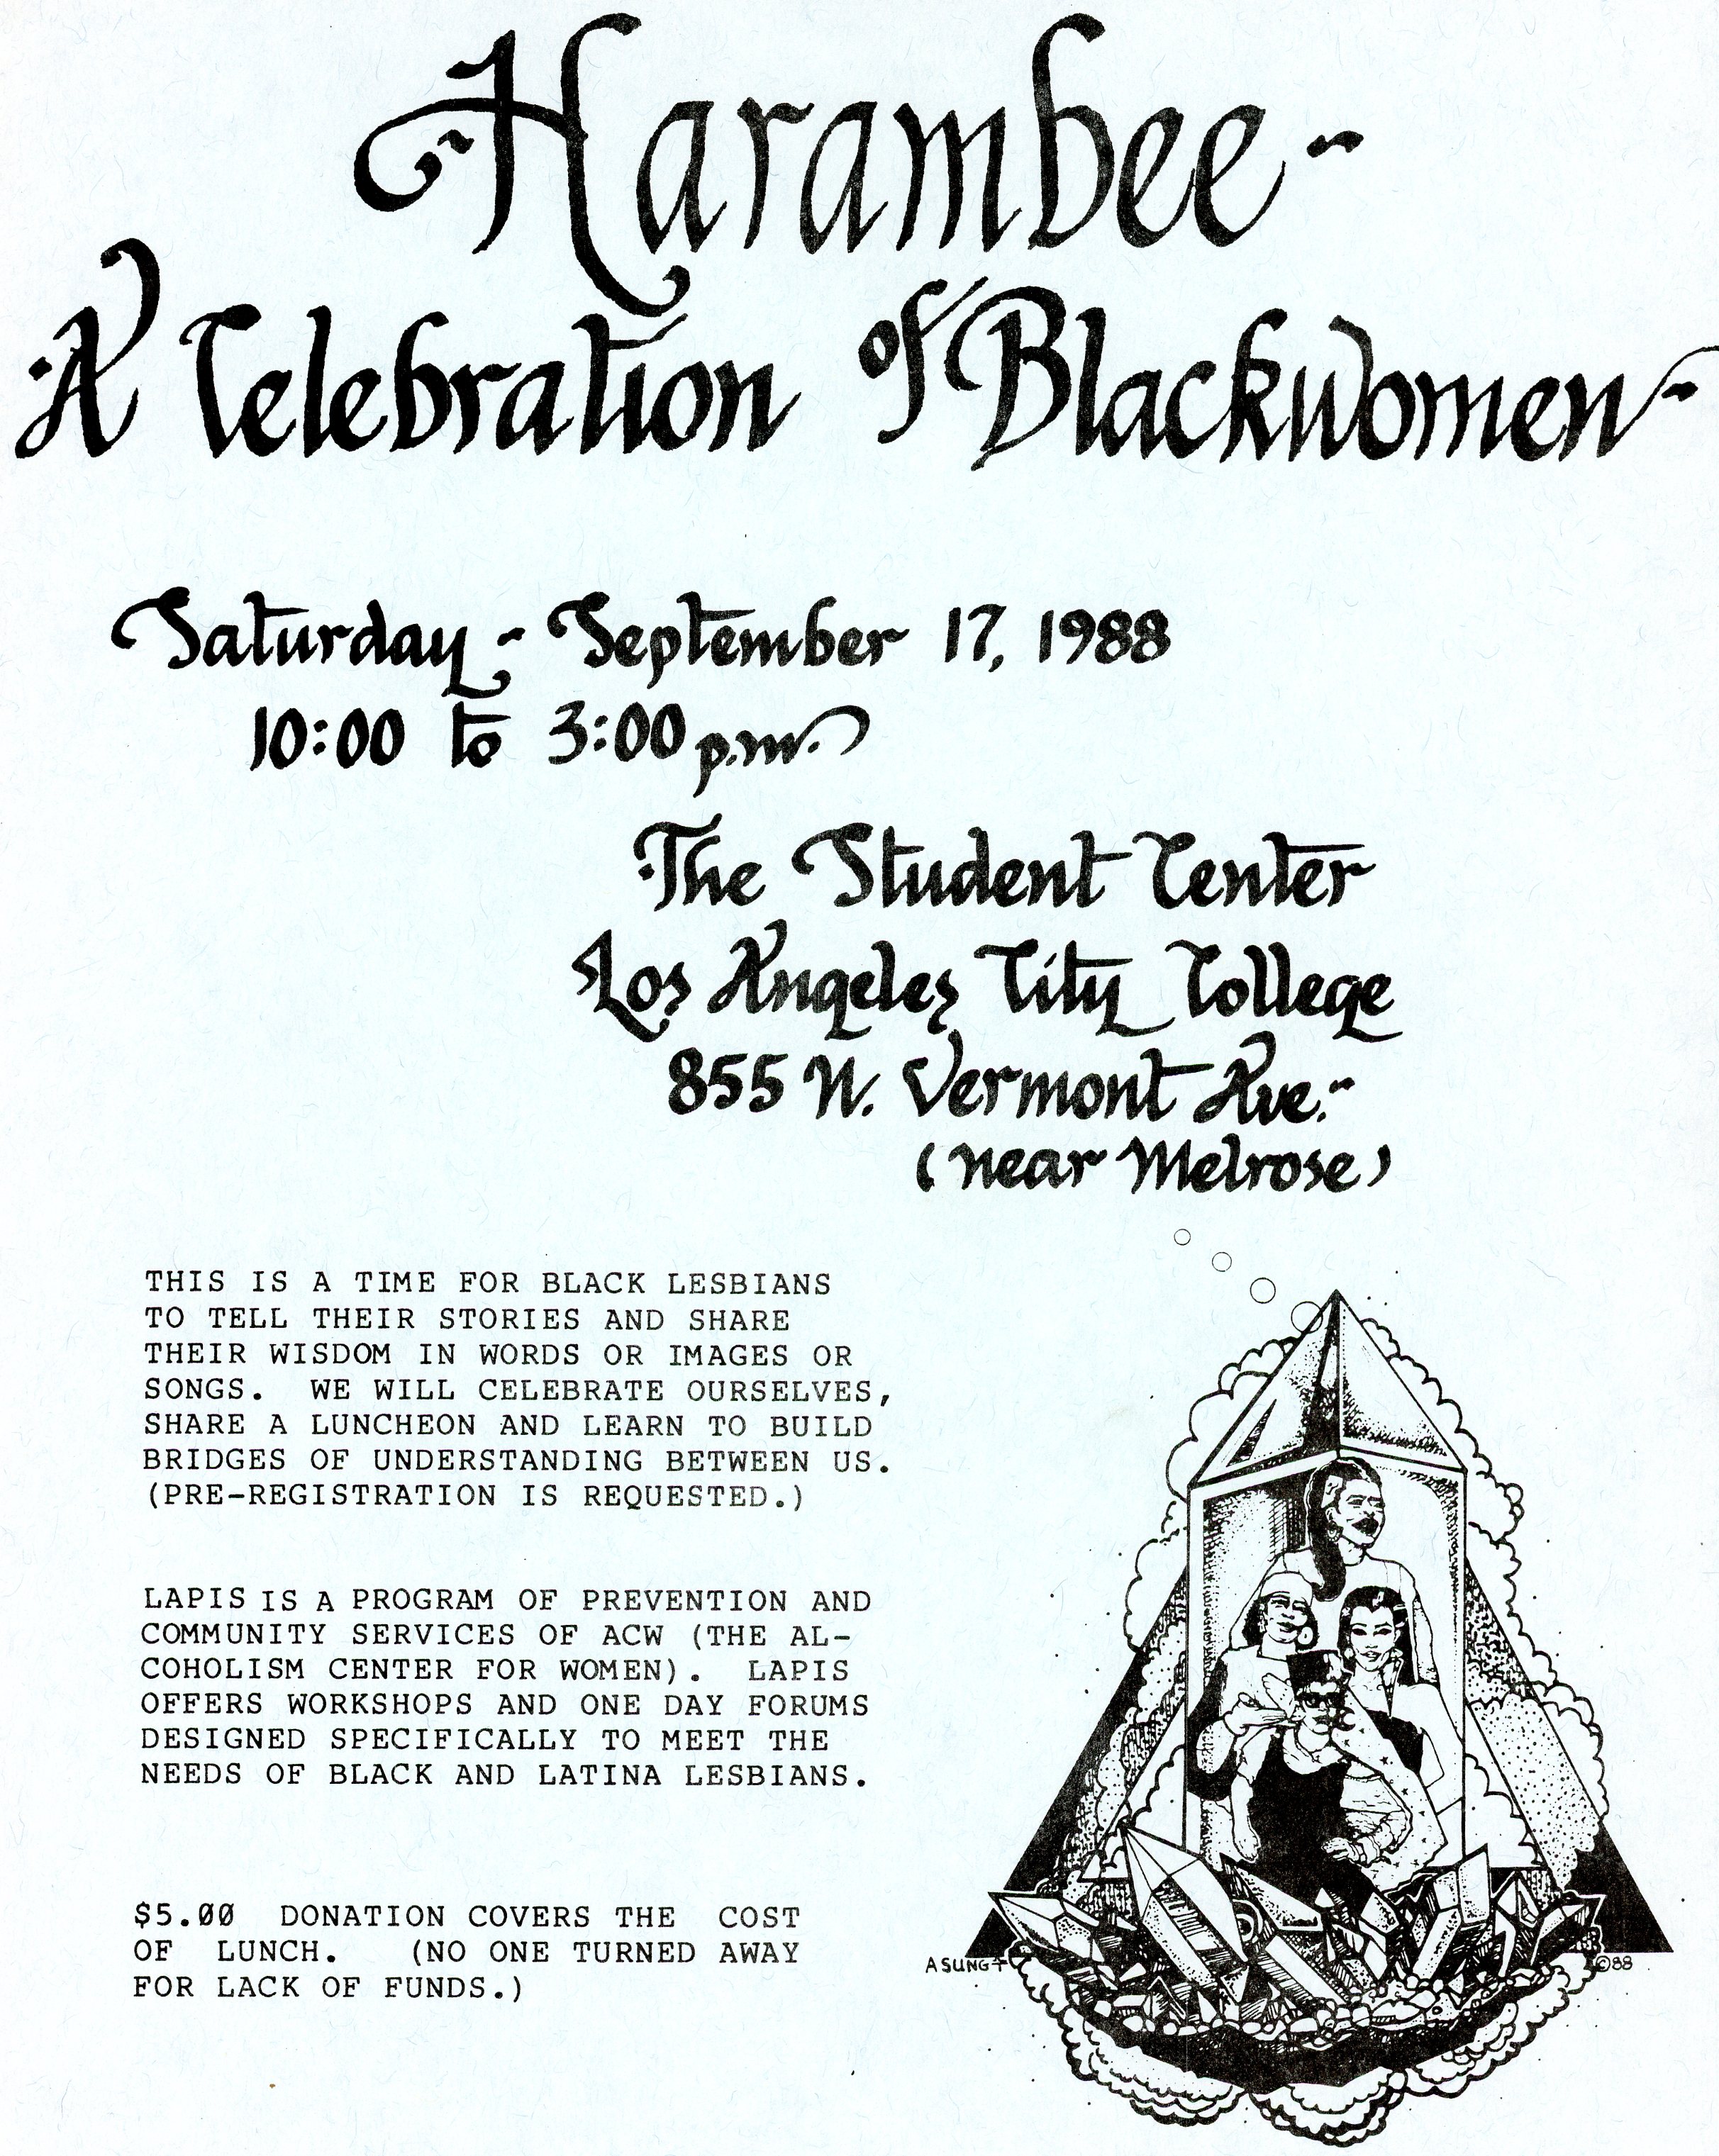 Harambee~
A Celebration of Blackwomen~
Saturday ~ September 17, 1988
10:00 to 3:00 p.m.
The Student Center
Los Angeles City College
855 N. Vermont Ave.~
(near Melrose)
THIS IS A TIME FOR BLACK LESBIANS
TO TELL THEIR STORIES AND SHARE
THEIR WISDOM IN WORDS OR IMAGES OR
SONGS. WE WILL CELEBRATE OURSELVES,
SHARE A LUNCHEON AND LEARN TO BUILD
BRIDGES OF UNDERSTANDING BETWEEN US.
(PRE-REGISTRATION IS REQUESTED.)
LAPIS IS A PROGRAM OF PREVENTION AND
COMMUNITY SERVICES OF ACW (THE AL-
COHOLISM CENTER FOR WOMEN). LAPIS
OFFERS WORKSHOPS AND ONE DAY FORUMS
DESIGNED SPECIFICALLY TO MEET THE
NEEDS OF BLACK AND LATINA LESBIANS.
$5.00 DONATION COVERS THE COST
OF LUNCH. (NO ONE TURNED AWAY
FOR LACK OF FUNDS.)
ASUNG ©88